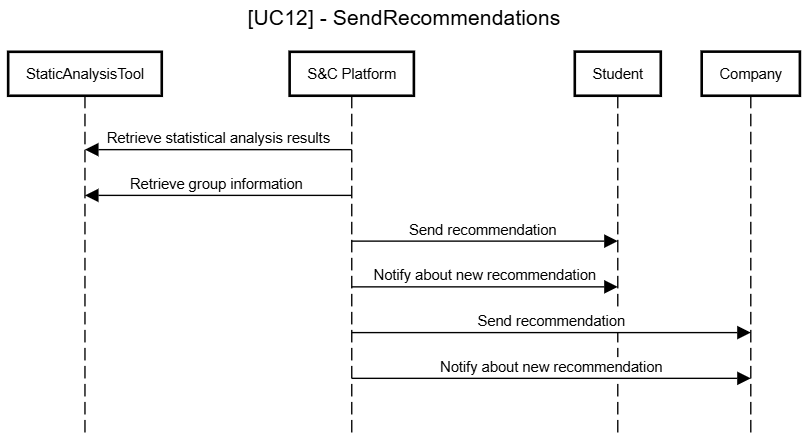 [UC12] - SendRecommendations
StaticAnalysisTool
S&C Platform
Student
Company
Retrieve statistical analysis results
Retrieve group information
Send recommendation
Notify about new recommendation
Send recommendation
Notify about new recommendation